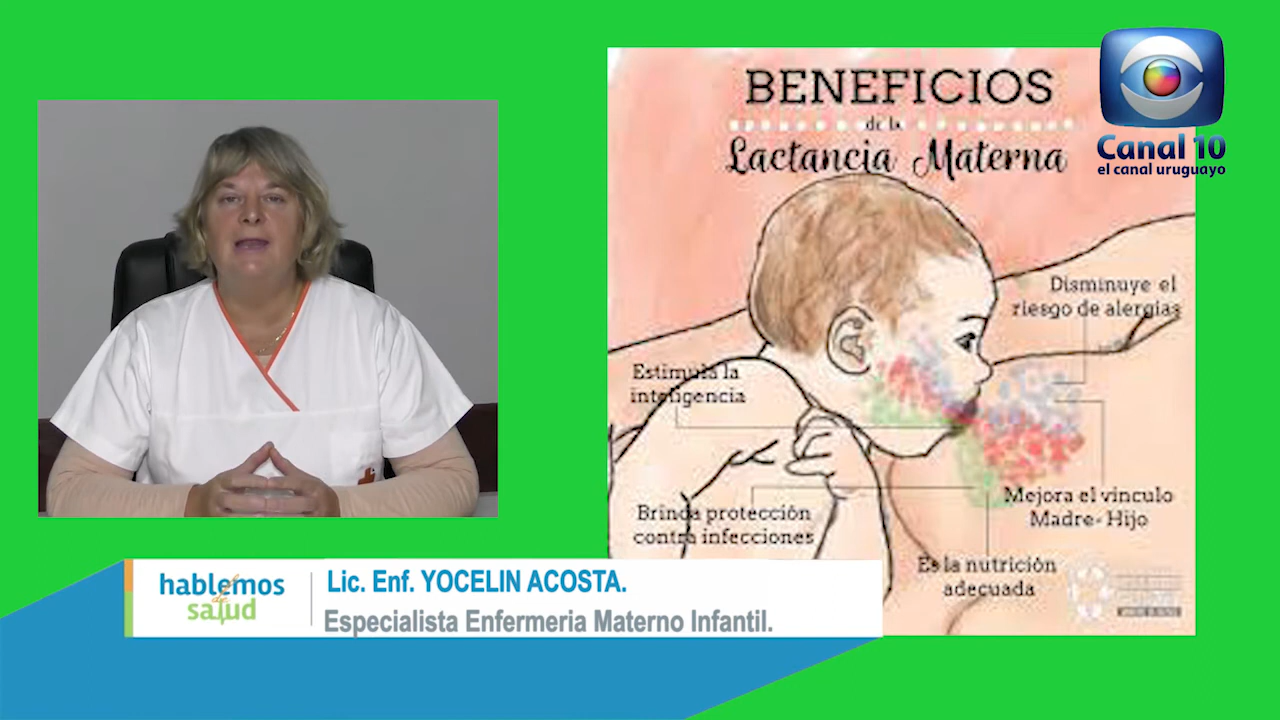 BENEFICIOS
de la
Lactancia Materna
Canal 10
el canal uruguayo
Disminuye el
riesgo de alergias
Estimula la
inteligencia
Mejora el vinculo
Madre-Hijo
Brinda protección
contra infecciones
Es la nutrición
adecuada
hablemos
de
salud
Lic. Enf. YOCELIN ACOSTA.
Especialista Enfermeria Materno Infantil.